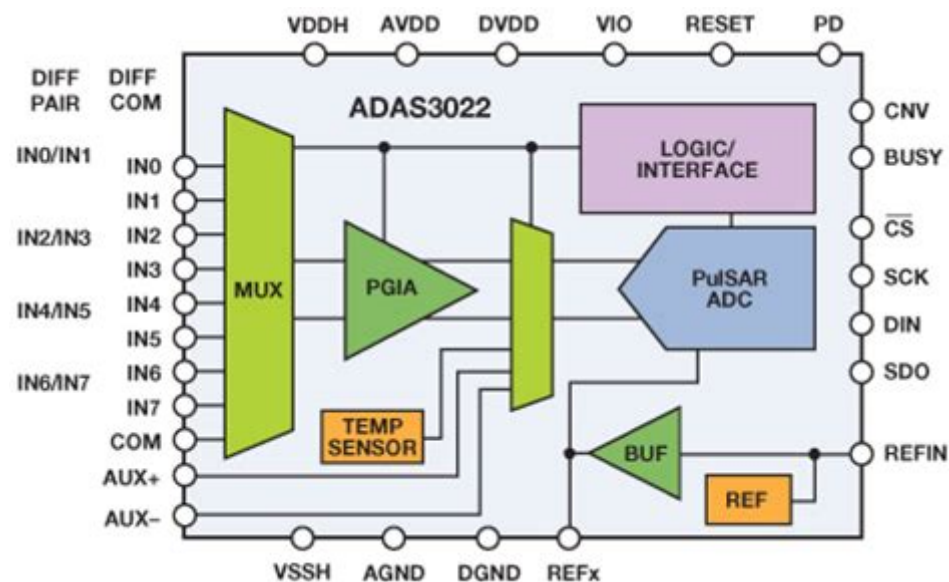 VDDH AVDD DVDD VIO RESET PD
DIFF DIFF
PAIR COM
ADAS3022
CNV
IN0/IN1
LOGIC/
INTERFACE
BUSY
IN0
IN1
IN2/IN3
IN2
CS
IN3
MUX
PGIA
PulSAR
ADC
SCK
IN4/IN5
IN4
DIN
IN5
IN6/IN7
IN6
SDO
IN7
TEMP
SENSOR
COM
BUF
REFIN
AUX+
REF
AUX–
VSSH AGND DGND REFx